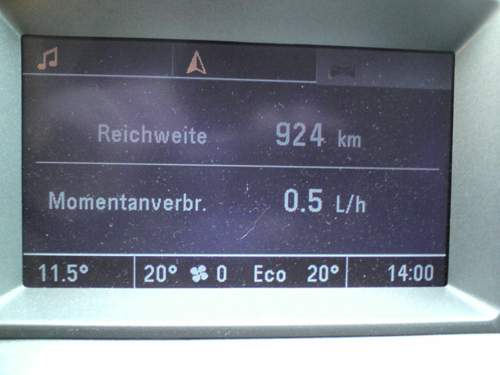 Reichweite 924 km
Momentanverbr. 0.5 L/h
11.5° 20° 0 Eco 20° 14:00